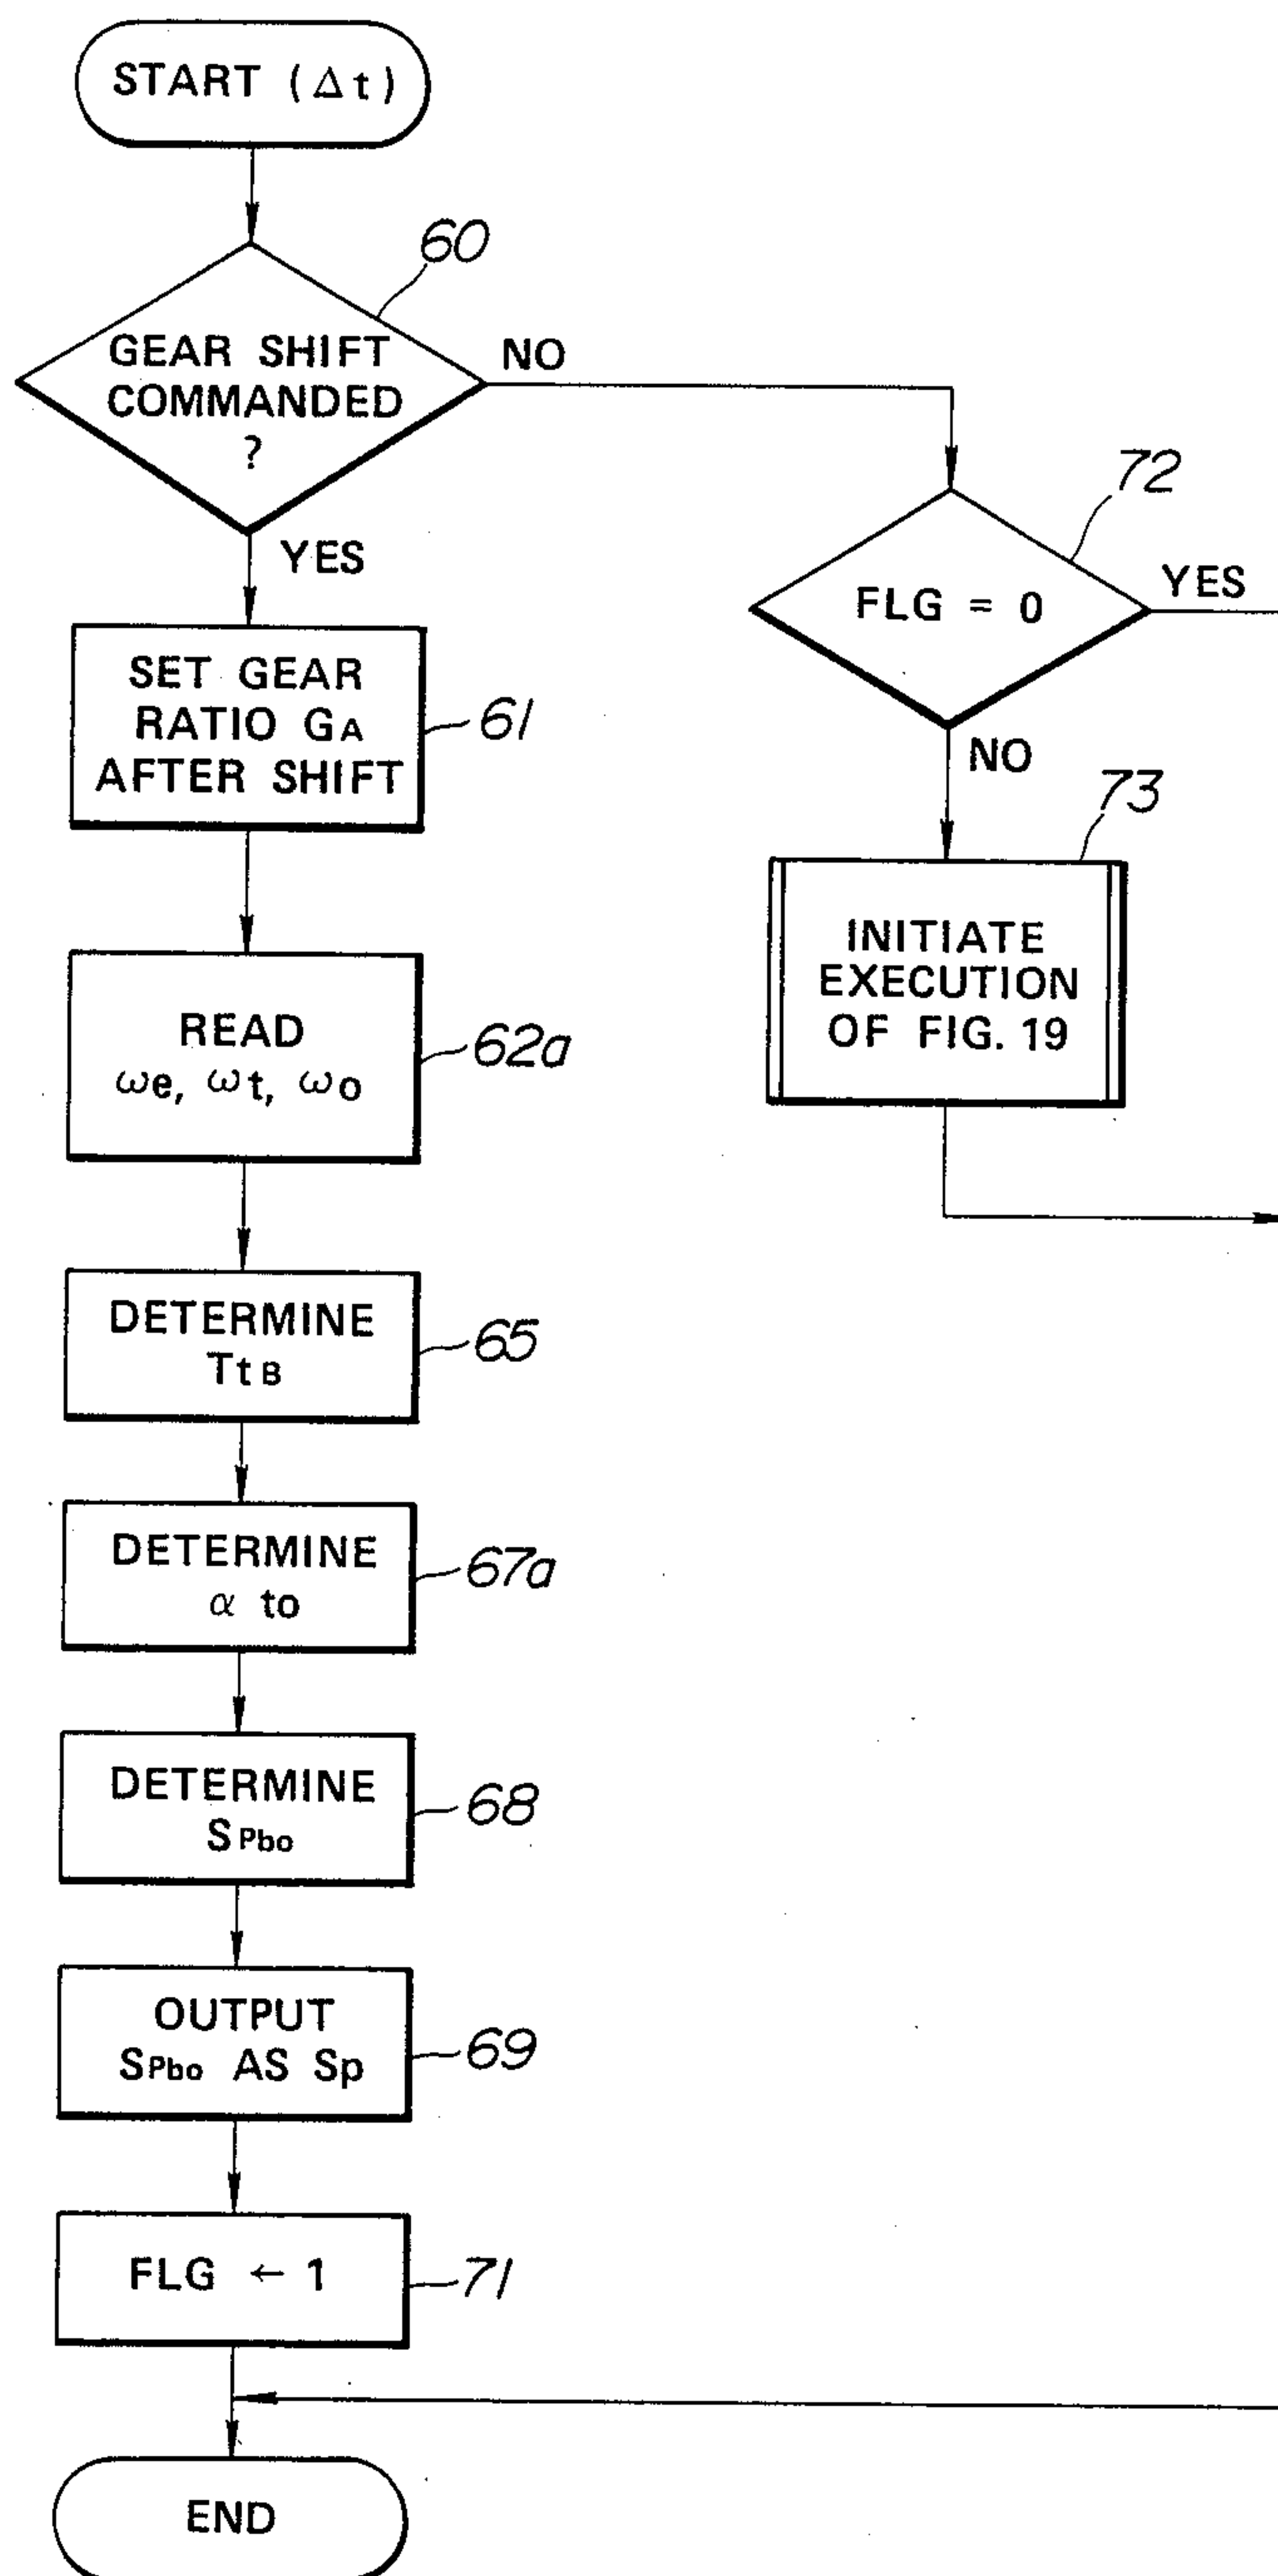 START (Δt)
60
GEAR SHIFT
COMMANDED
?
NO
YES
SET GEAR
RATIO GA
AFTER SHIFT
61
READ
ωe, ωt, ωo
62a
DETERMINE
TtB
65
DETERMINE
α to
67a
DETERMINE
SPbo
68
OUTPUT
SPbo AS Sp
69
FLG ← 1
71
END
72
FLG = 0
YES
NO
73
INITIATE
EXECUTION
OF FIG. 19